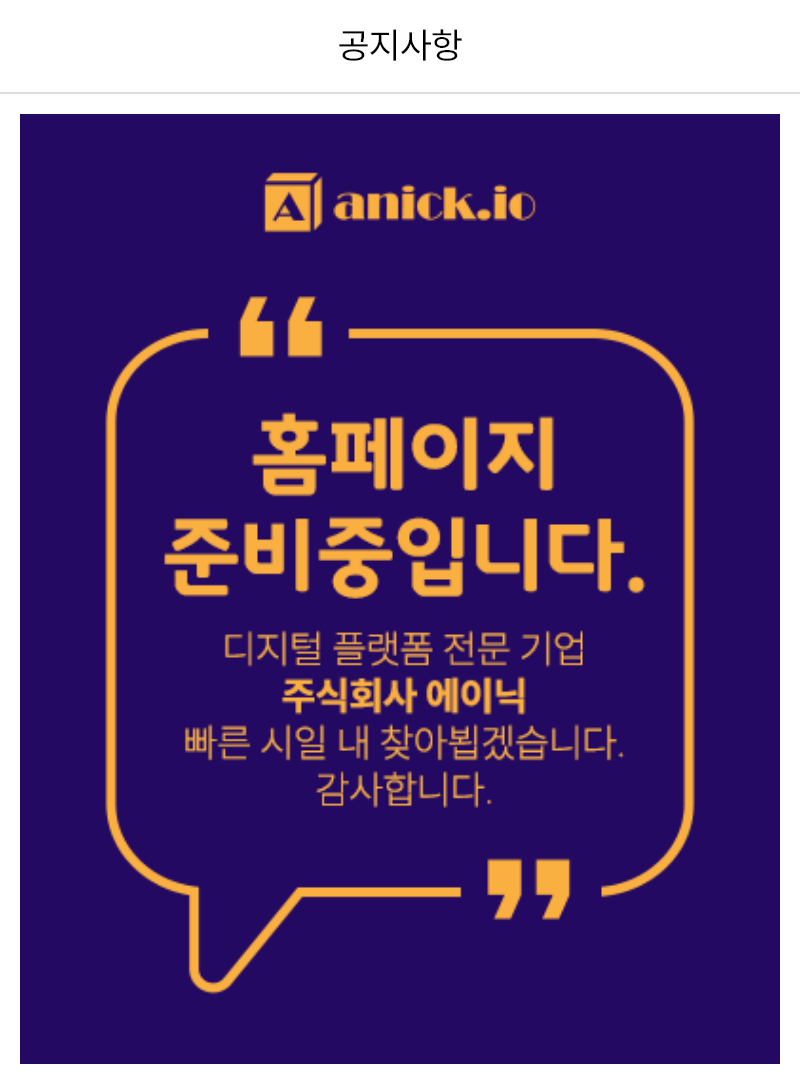 공지사항
A anick.io
“
홈페이지
준비중입니다.
디지털 플랫폼 전문 기업
주식회사 에이닉
빠른 시일 내 찾아뵙겠습니다.
감사합니다.
”